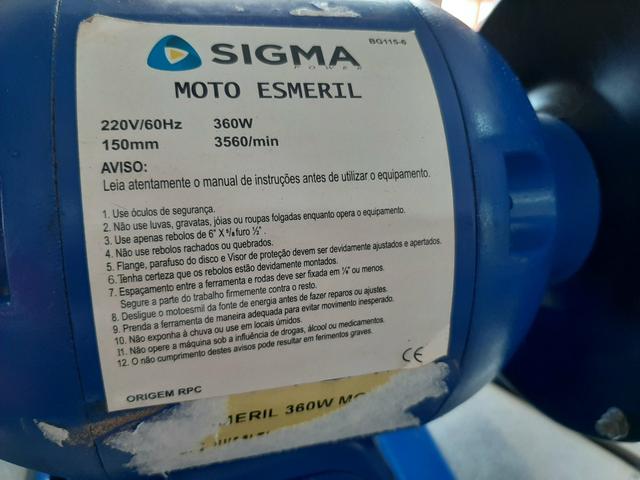 SIGMA
POWER
BG115-6
MOTO ESMERIL
220V/60Hz 360W
150mm 3560/min
AVISO:
Leia atentamente o manual de instruções antes de utilizar o equipamento.
1. Use óculos de segurança.
2. Não use luvas, gravatas, jóias ou roupas folgadas enquanto opera o equipamento.
3. Use apenas rebolos de 6" X ⅝ furo ½" .
4. Não use rebolos rachados ou quebrados.
5. Flange, parafuso do disco e Visor de proteção devem ser devidamente ajustados e apertados.
6. Tenha certeza que os rebolos estão devidamente montados.
7. Espaçamento entre a ferramenta e rodas deve ser fixada em ⅛" ou menos.
Segure a parte do trabalho firmemente contra o resto.
8. Desligue o motoesmil da fonte de energia antes de fazer reparos ou ajustes.
9. Prenda a ferramenta de maneira adequada para evitar movimento inesperado.
10. Não exponha à chuva ou use em locais úmidos.
11. Não opere a máquina sob a influência de drogas, álcool ou medicamentos.
12. O não cumprimento destes avisos pode resultar em ferimentos graves.
CE
ORIGEM RPC
MERIL 360W MO